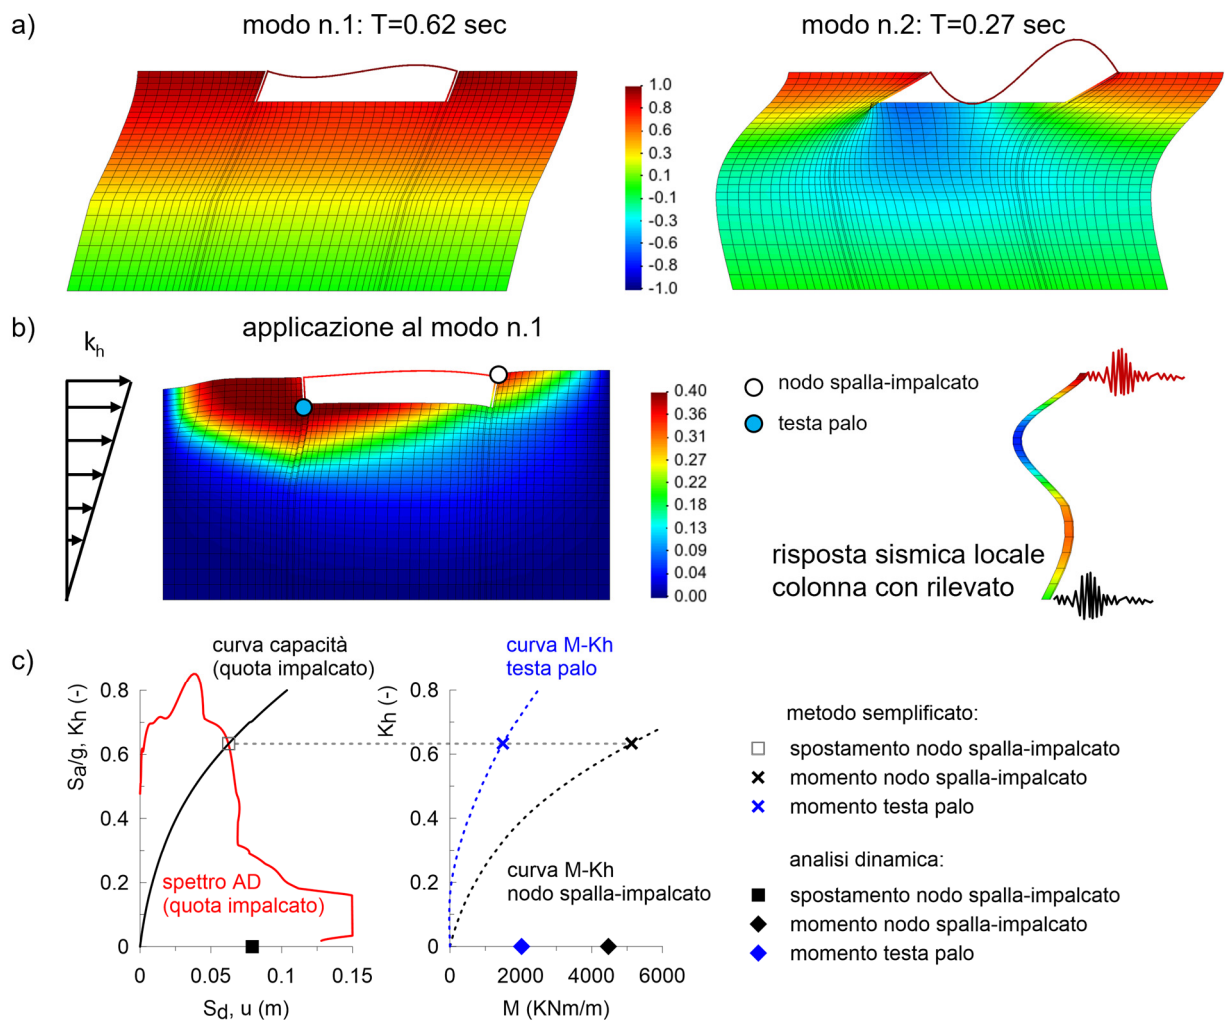 a)
modo n.1: T=0.62 sec
modo n.2: T=0.27 sec
1.0
0.8
0.6
0.3
0.1
-0.1
-0.3
-0.6
-0.8
-1.0
b)
applicazione al modo n.1
kh
0.40
0.36
0.31
0.27
0.22
0.18
0.13
0.09
0.04
0.00
nodo spalla-impalcato
testa palo
risposta sismica locale
colonna con rilevato
c)
curva capacità
(quota impalcato)
Sa/g, Kh (-)
0.8
0.6
0.4
0.2
0
spettro AD
(quota impalcato)
0
0.05
0.1
0.15
Sd, u (m)
curva M-Kh
testa palo
Kh (-)
0.8
0.6
0.4
0.2
0
curva M-Kh
nodo spalla-impalcato
0
2000
4000
6000
M (KNm/m)
metodo semplificato:
spostamento nodo spalla-impalcato
momento nodo spalla-impalcato
momento testa palo
analisi dinamica:
spostamento nodo spalla-impalcato
momento nodo spalla-impalcato
momento testa palo